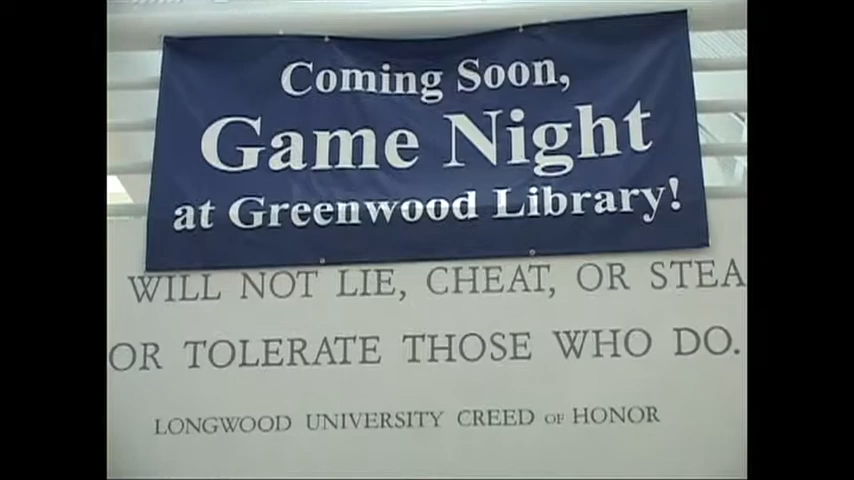 Coming Soon,
Game Night
at Greenwood Library!
WILL NOT LIE, CHEAT, OR STEA
OR TOLERATE THOSE WHO DO.
LONGWOOD UNIVERSITY CREED OF HONOR